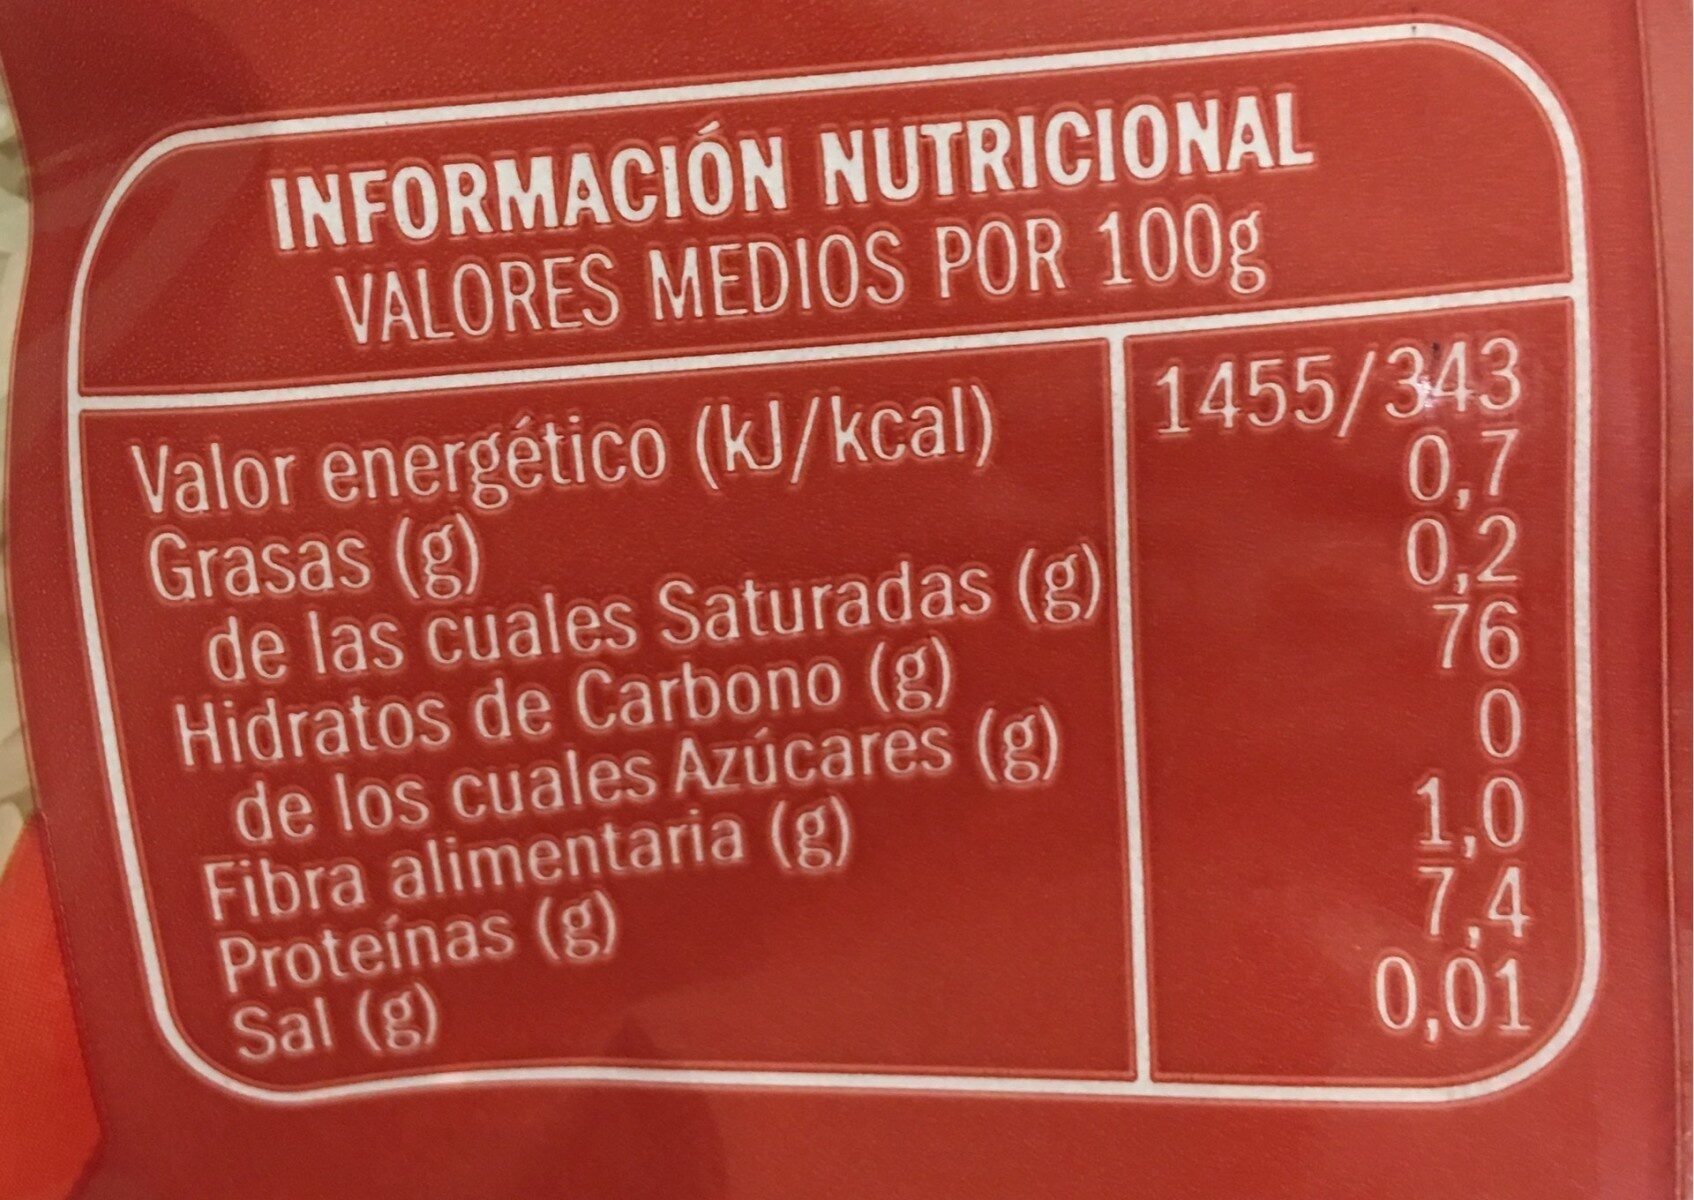 INFORMACIÓN NUTRICIONAL
VALORES MEDIOS POR 100g
Valor energético (kJ/kcal) 1455/343
Grasas (g) 0,7
de las cuales Saturadas (g) 0,2
Hidratos de Carbono (g) 76
de los cuales Azúcares (g) 0
Fibra alimentaria (g) 1,0
Proteínas (g) 7,4
Sal (g) 0,01